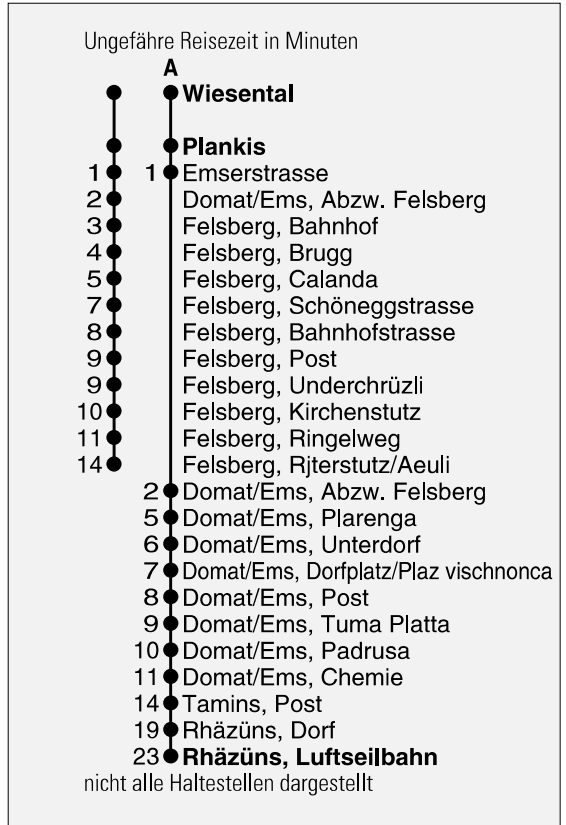 Ungefähre Reisezeit in Minuten
A
Wiesental
Plankis
1 1 Emserstrasse
2 Domat/Ems, Abzw. Felsberg
3 Felsberg, Bahnhof
4 Felsberg, Brugg
5 Felsberg, Calanda
7 Felsberg, Schöneggstrasse
8 Felsberg, Bahnhofstrasse
9 Felsberg, Post
9 Felsberg, Underchrüzli
10 Felsberg, Kirchenstutz
11 Felsberg, Ringelweg
14 Felsberg, Rjterstutz/Aeuli
2 Domat/Ems, Abzw. Felsberg
5 Domat/Ems, Plarenga
6 Domat/Ems, Unterdorf
7 Domat/Ems, Dorfplatz/Plaz vischnonca
8 Domat/Ems, Post
9 Domat/Ems, Tuma Platta
10 Domat/Ems, Padrusa
11 Domat/Ems, Chemie
14 Tamins, Post
19 Rhäzüns, Dorf
23 Rhäzüns, Luftseilbahn
nicht alle Haltestellen dargestellt